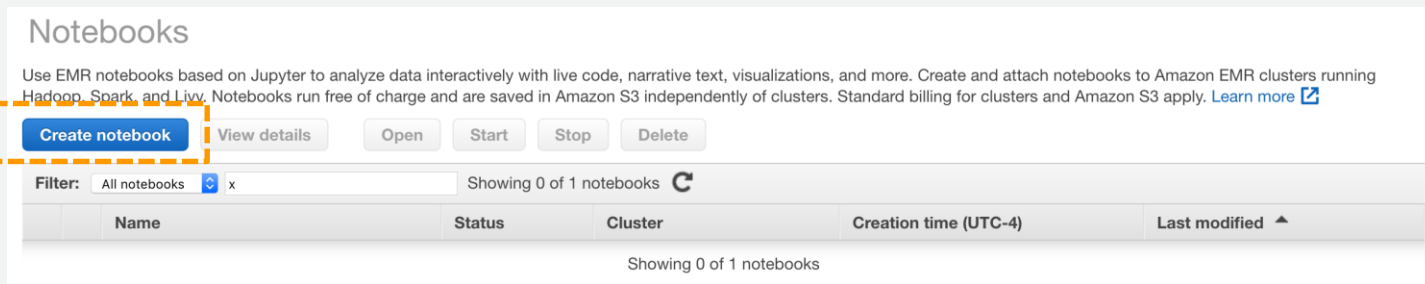 Notebooks
Use EMR notebooks based on Jupyter to analyze data interactively with live code, narrative text, visualizations, and more. Create and attach notebooks to Amazon EMR clusters running
Hadoop, Spark, and Livy. Notebooks run free of charge and are saved in Amazon S3 independently of clusters. Standard billing for clusters and Amazon S3 apply. Learn more
Create notebook View details Open Start Stop Delete
Filter: All notebooks x Showing 0 of 1 notebooks
Name Status Cluster Creation time (UTC-4) Last modified
Showing 0 of 1 notebooks